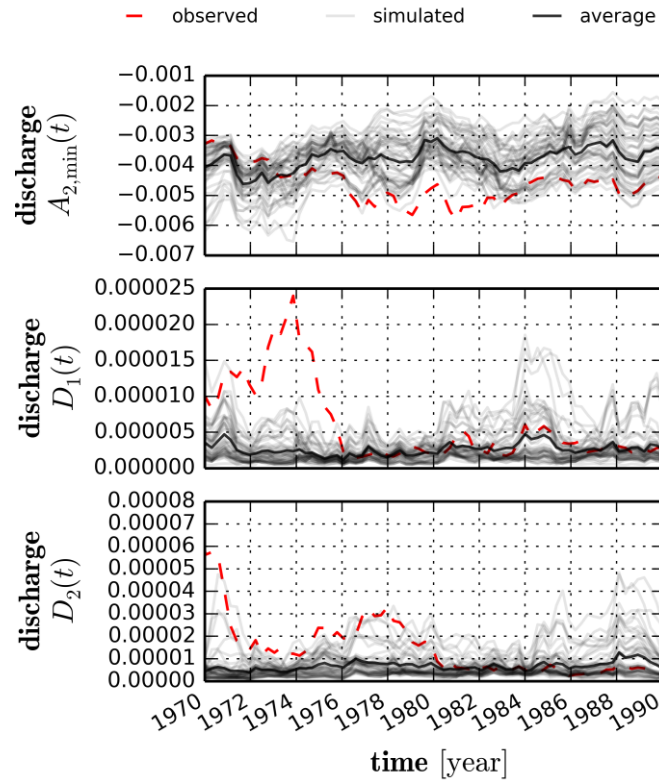 observed simulated average
−0.001
−0.002
−0.003
−0.004
−0.005
−0.006
−0.007
discharge
A2,min(t)
0.000025
0.000020
0.000015
0.000010
0.000005
0.000000
discharge
D1(t)
0.00008
0.00007
0.00006
0.00005
0.00004
0.00003
0.00002
0.00001
0.00000
discharge
D2(t)
1970 1972 1974 1976 1978 1980 1982 1984 1986 1988 1990
time [year]